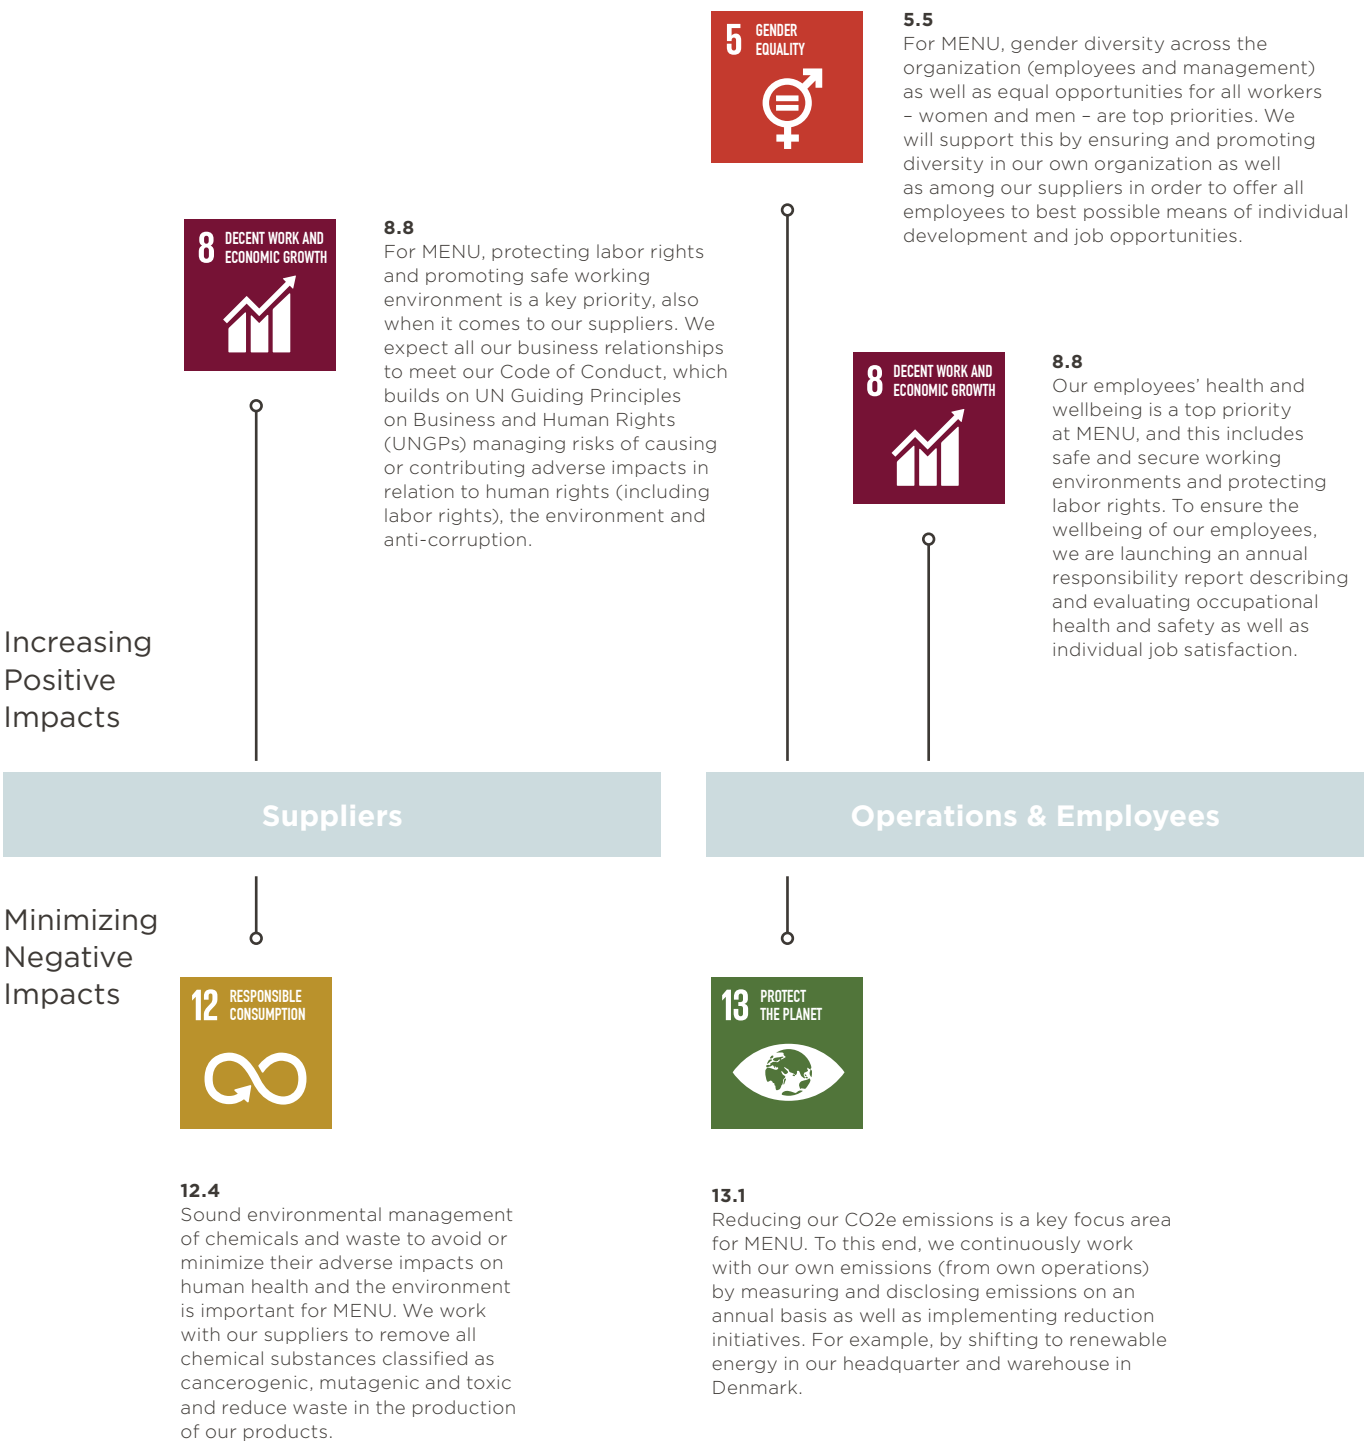 5 GENDER
EQUALITY
5.5
For MENU, gender diversity across the
organization (employees and management)
as well as equal opportunities for all workers
– women and men – are top priorities. We
will support this by ensuring and promoting
diversity in our own organization as well
as among our suppliers in order to offer all
employees to best possible means of individual
development and job opportunities.
8 DECENT WORK AND
ECONOMIC GROWTH
8.8
For MENU, protecting labor rights
and promoting safe working
environment is a key priority, also
when it comes to our suppliers. We
expect all our business relationships
to meet our Code of Conduct, which
builds on UN Guiding Principles
on Business and Human Rights
(UNGPs) managing risks of causing
or contributing adverse impacts in
relation to human rights (including
labor rights), the environment and
anti-corruption.
8 DECENT WORK AND
ECONOMIC GROWTH
8.8
Our employees’ health and
wellbeing is a top priority
at MENU, and this includes
safe and secure working
environments and protecting
labor rights. To ensure the
wellbeing of our employees,
we are launching an annual
responsibility report describing
and evaluating occupational
health and safety as well as
individual job satisfaction.
Increasing
Positive
Impacts
Suppliers
Operations & Employees
Minimizing
Negative
Impacts
12 RESPONSIBLE
CONSUMPTION
12.4
Sound environmental management
of chemicals and waste to avoid or
minimize their adverse impacts on
human health and the environment
is important for MENU. We work
with our suppliers to remove all
chemical substances classified as
cancerogenic, mutagenic and toxic
and reduce waste in the production
of our products.
13 PROTECT
THE PLANET
13.1
Reducing our CO2e emissions is a key focus area
for MENU. To this end, we continuously work
with our own emissions (from own operations)
by measuring and disclosing emissions on an
annual basis as well as implementing reduction
initiatives. For example, by shifting to renewable
energy in our headquarter and warehouse in
Denmark.